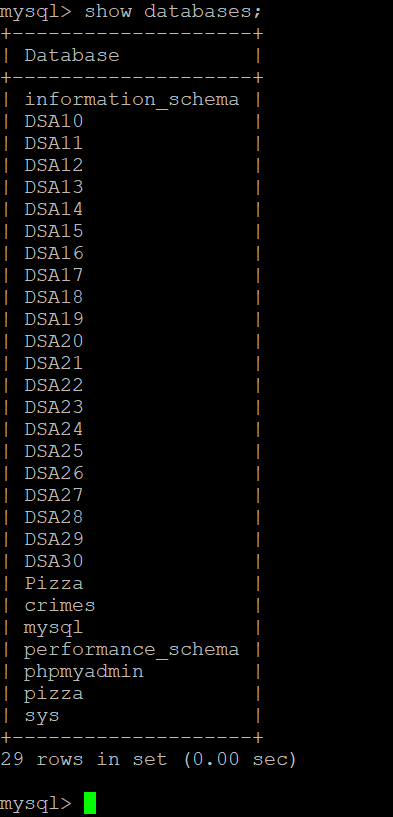 mysql> show databases;
+--------------------+
| Database           |
+--------------------+
| information_schema |
| DSA10              |
| DSA11              |
| DSA12              |
| DSA13              |
| DSA14              |
| DSA15              |
| DSA16              |
| DSA17              |
| DSA18              |
| DSA19              |
| DSA20              |
| DSA21              |
| DSA22              |
| DSA23              |
| DSA24              |
| DSA25              |
| DSA26              |
| DSA27              |
| DSA28              |
| DSA29              |
| DSA30              |
| Pizza              |
| crimes             |
| mysql              |
| performance_schema |
| phpmyadmin         |
| pizza              |
| sys                |
+--------------------+
29 rows in set (0.00 sec)
mysql>